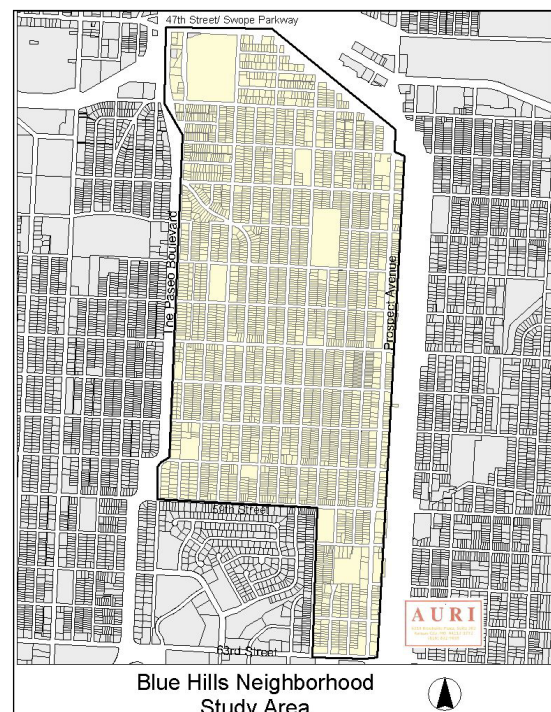 47th Street/ Swope Parkway
The Paseo Boulevard
Prospect Avenue
59th Street
63rd Street
AURI
Blue Hills Neighborhood
Study Area